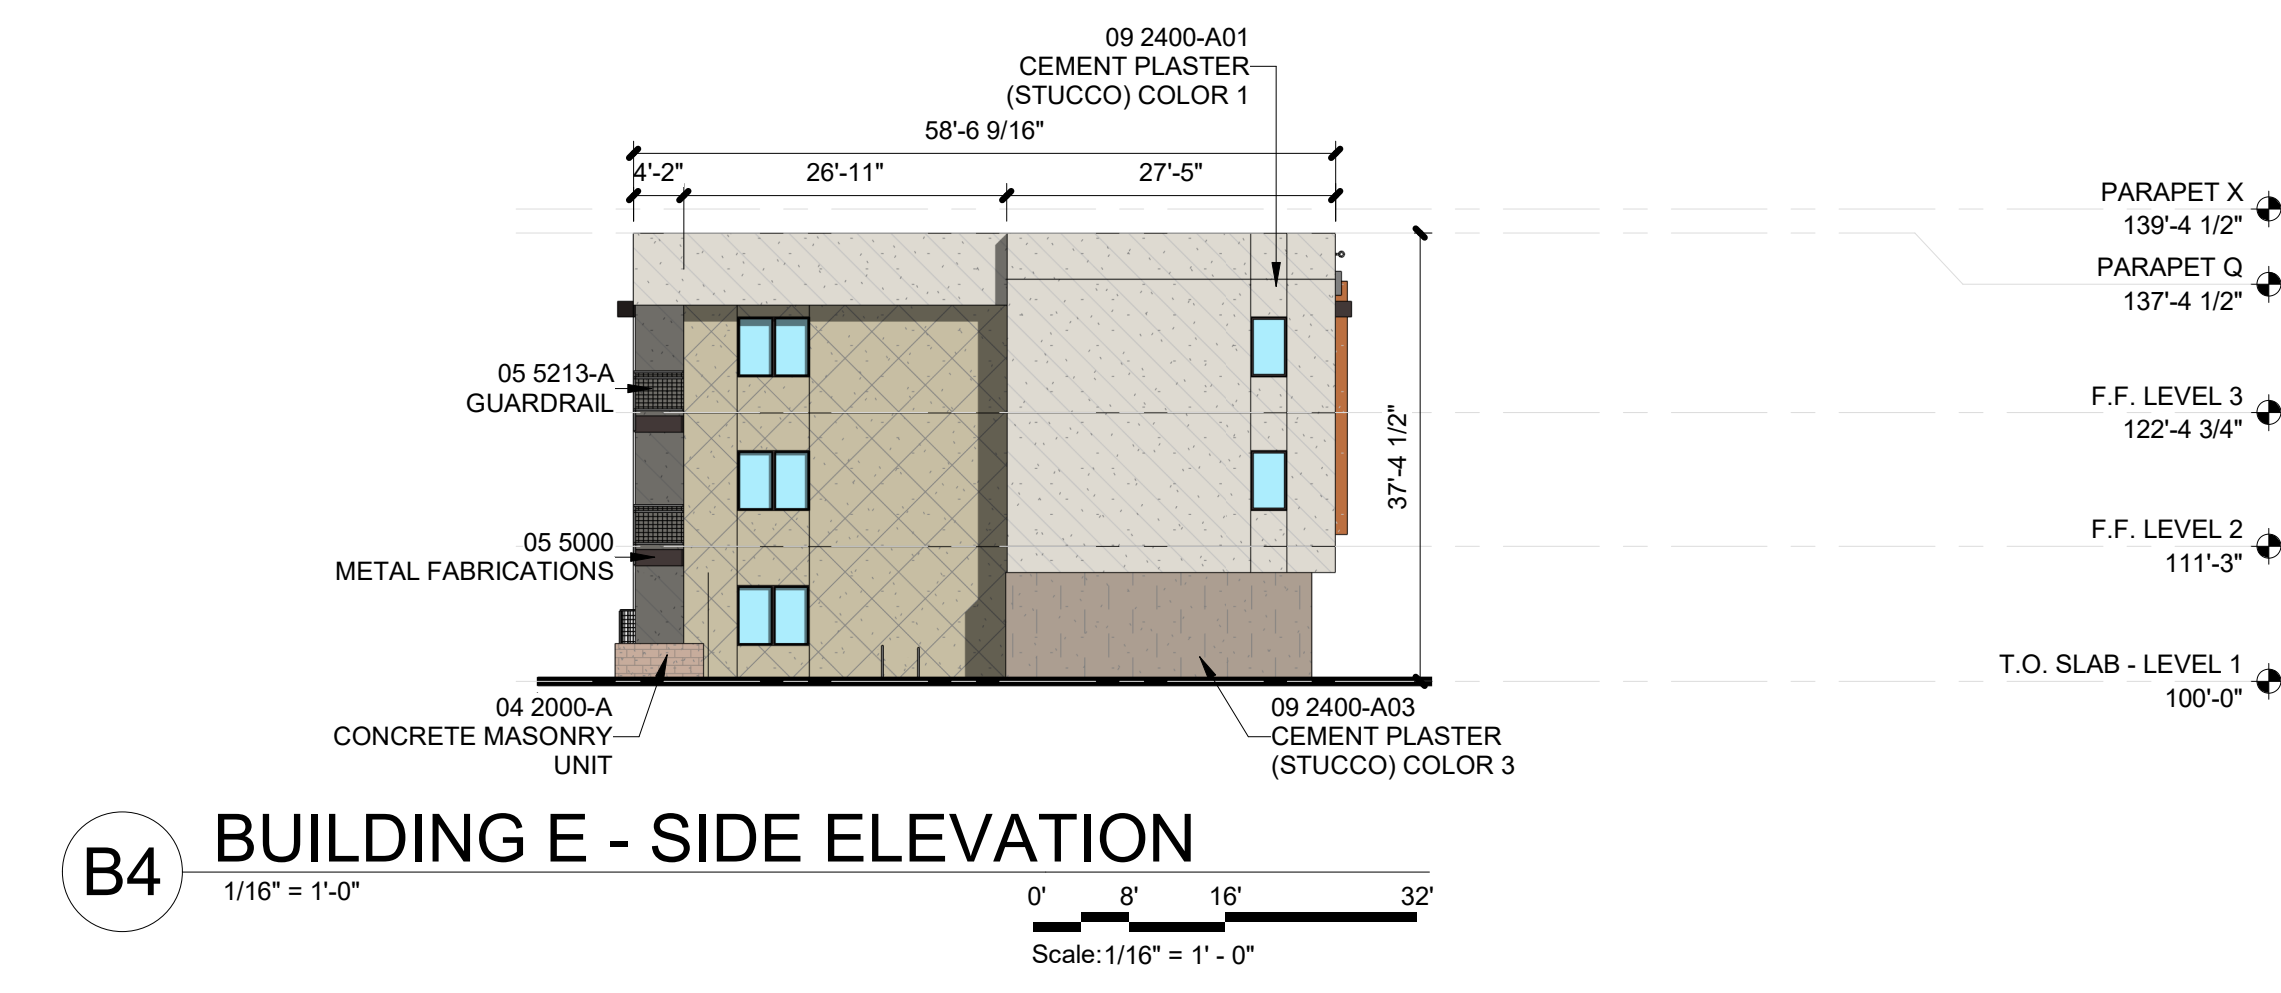 09 2400-A01
CEMENT PLASTER
(STUCCO) COLOR 1
58'-6 9/16"
4'-2"
26'-11"
27'-5"
PARAPET X
139'-4 1/2"
PARAPET Q
137'-4 1/2"
05 5213-A
GUARDRAIL
F.F. LEVEL 3
122'-4 3/4"
37'-4 1/2"
05 5000
METAL FABRICATIONS
F.F. LEVEL 2
111'-3"
T.O. SLAB - LEVEL 1
100'-0"
04 2000-A
CONCRETE MASONRY
UNIT
09 2400-A03
CEMENT PLASTER
(STUCCO) COLOR 3
B4
BUILDING E - SIDE ELEVATION
1/16" = 1'-0"
0' 8' 16' 32'
Scale: 1/16" = 1' - 0"